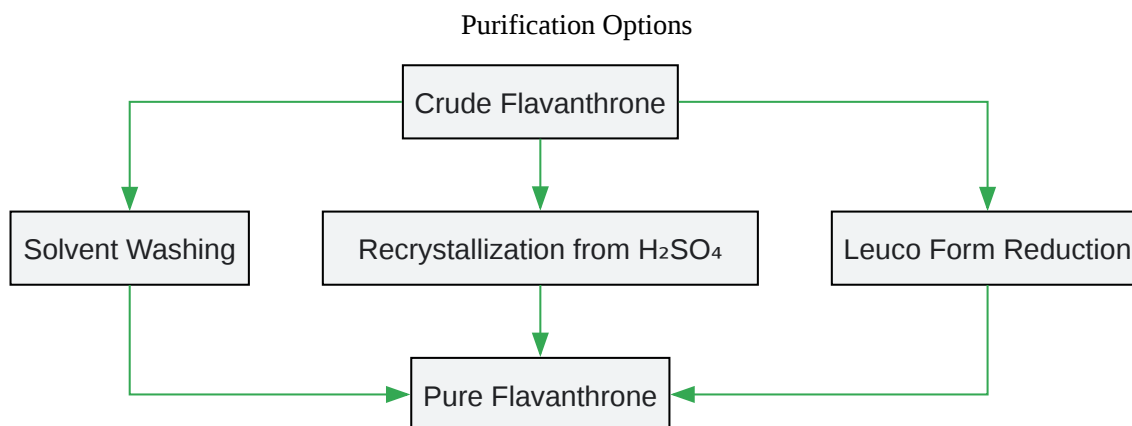 Purification Options
Crude Flavanthrone
Solvent Washing
Recrystallization from H₂SO₄
Leuco Form Reduction
Pure Flavanthrone